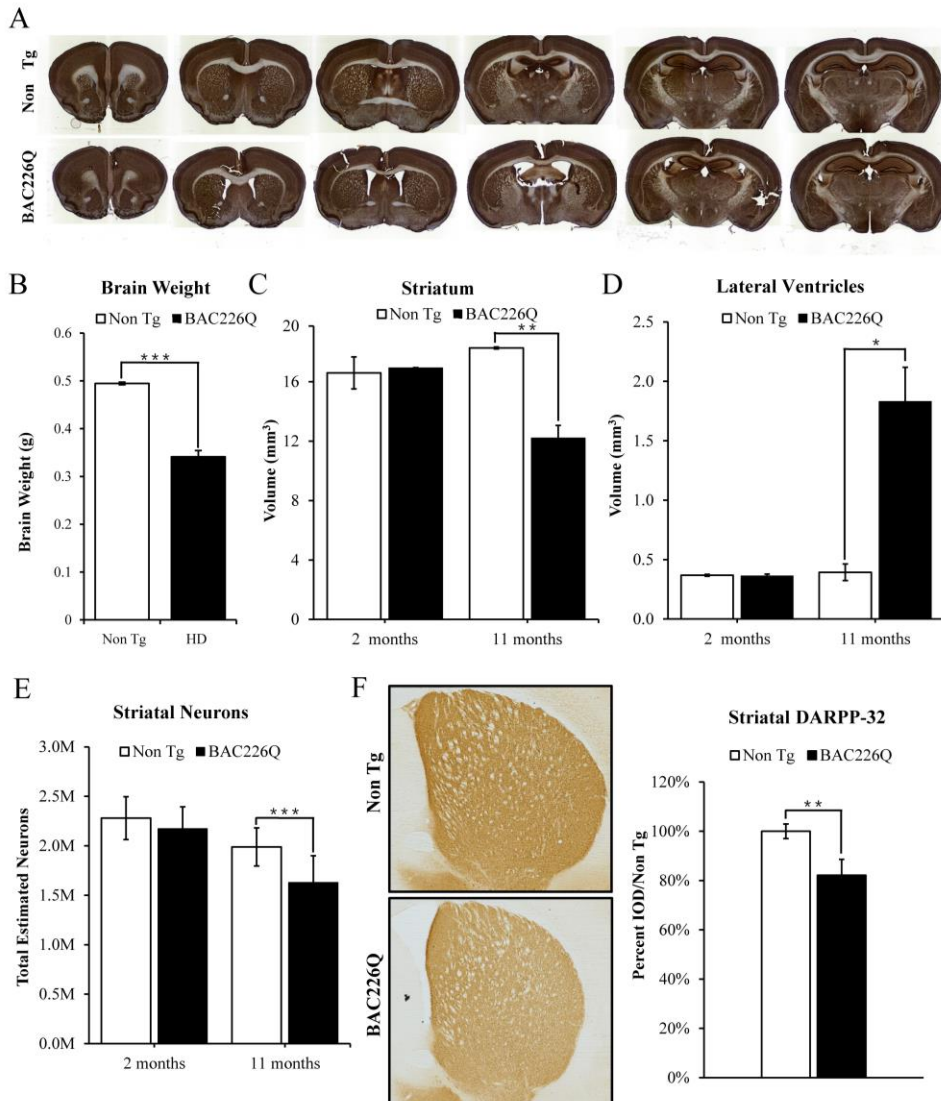 A
Non Tg
BAC226Q
B
Brain Weight
Non Tg BAC226Q
***
Brain Weight (g)
0.6
0.5
0.4
0.3
0.2
0.1
0
Non Tg HD
C
Striatum
Non Tg BAC226Q
**
Volume (mm³)
20
16
12
8
4
0
2 months 11 months
D
Lateral Ventricles
Non Tg BAC226Q
*
Volume (mm³)
2.5
2.0
1.5
1.0
0.5
0.0
2 months 11 months
E
Striatal Neurons
Non Tg BAC226Q
***
Total Estimated Neurons
3.0M
2.5M
2.0M
1.5M
1.0M
0.5M
0.0M
2 months 11 months
F
Non Tg
BAC226Q
Striatal DARPP-32
Non Tg BAC226Q
**
Percent IOD/Non Tg
120%
100%
80%
60%
40%
20%
0%